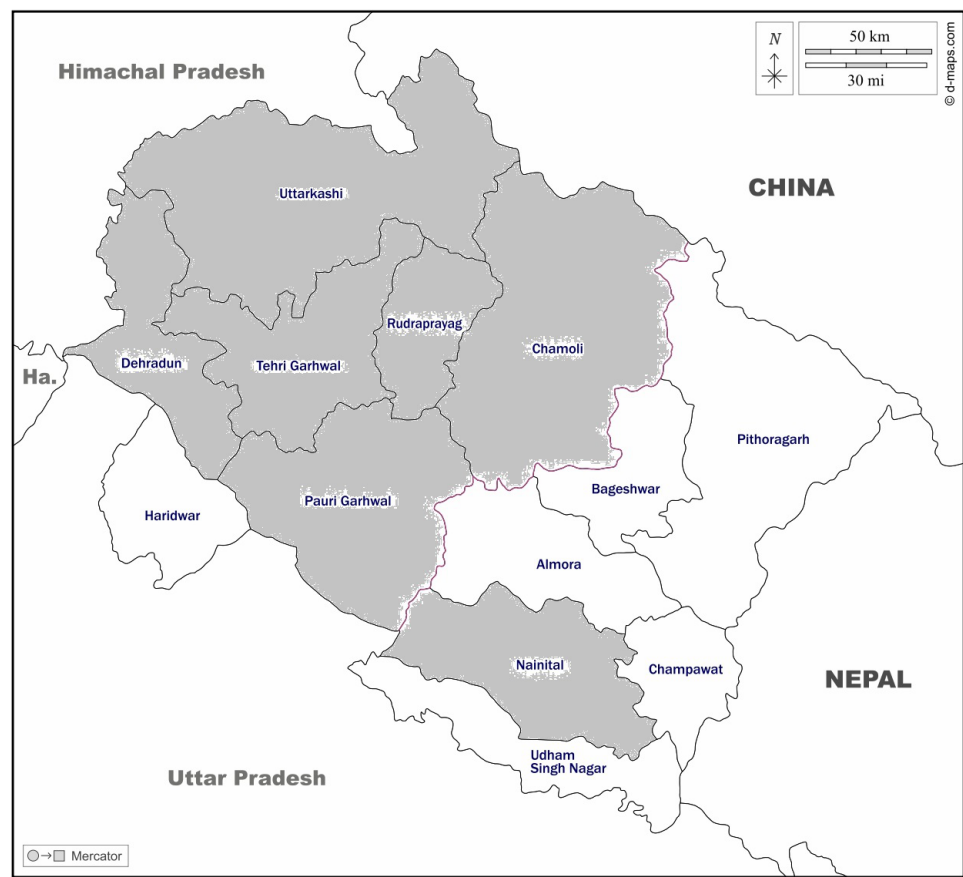 Himachal Pradesh
N
50 km
30 mi
© d-maps.com
CHINA
Uttarkashi
Rudraprayag
Chamoli
Dehradun
Tehri Garhwal
Ha.
Pithoragarh
Bageshwar
Pauri Garhwal
Haridwar
Almora
Nainital
Champawat
NEPAL
Udham
Singh Nagar
Uttar Pradesh
Mercator